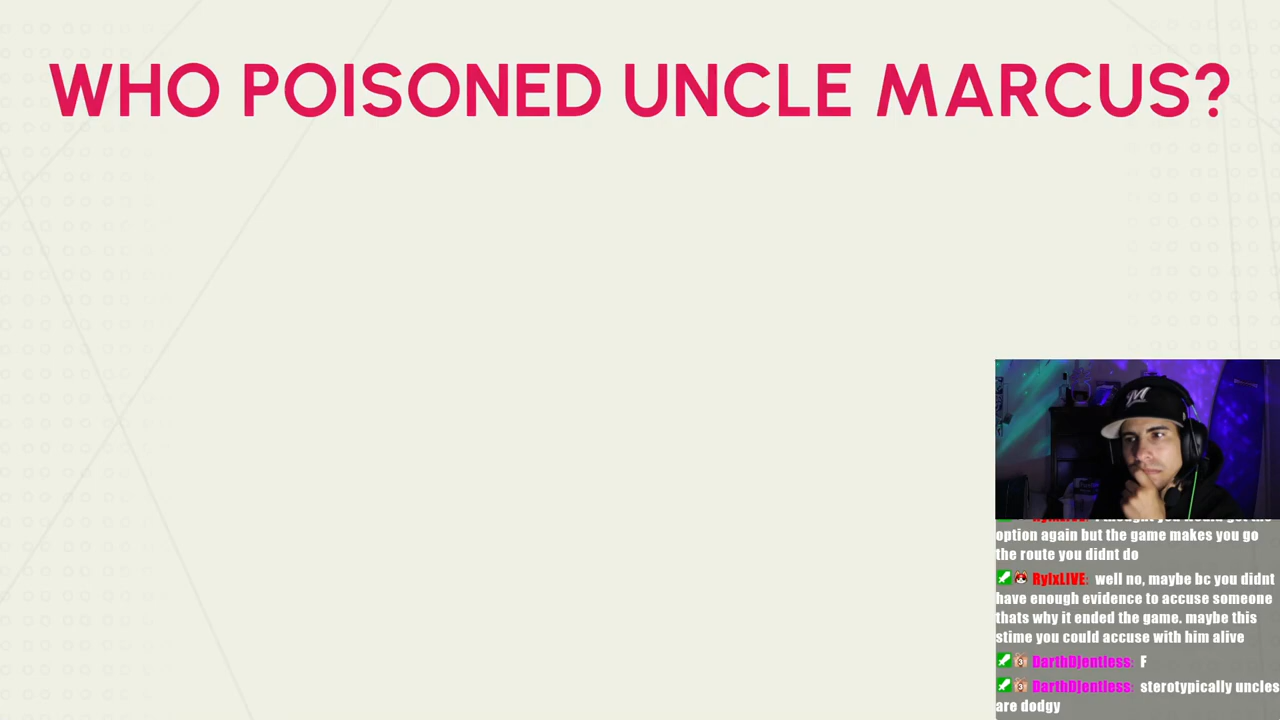 WHO POISONED UNCLE MARCUS?
option again but the game makes you go
the route you didnt do
RylxLIVE: well no, maybe bc you didnt
have enough evidence to accuse someone
thats why it ended the game. maybe this
stime you could accuse with him alive
DarthDjentless: F
DarthDjentless: sterotypically uncles
are dodgy